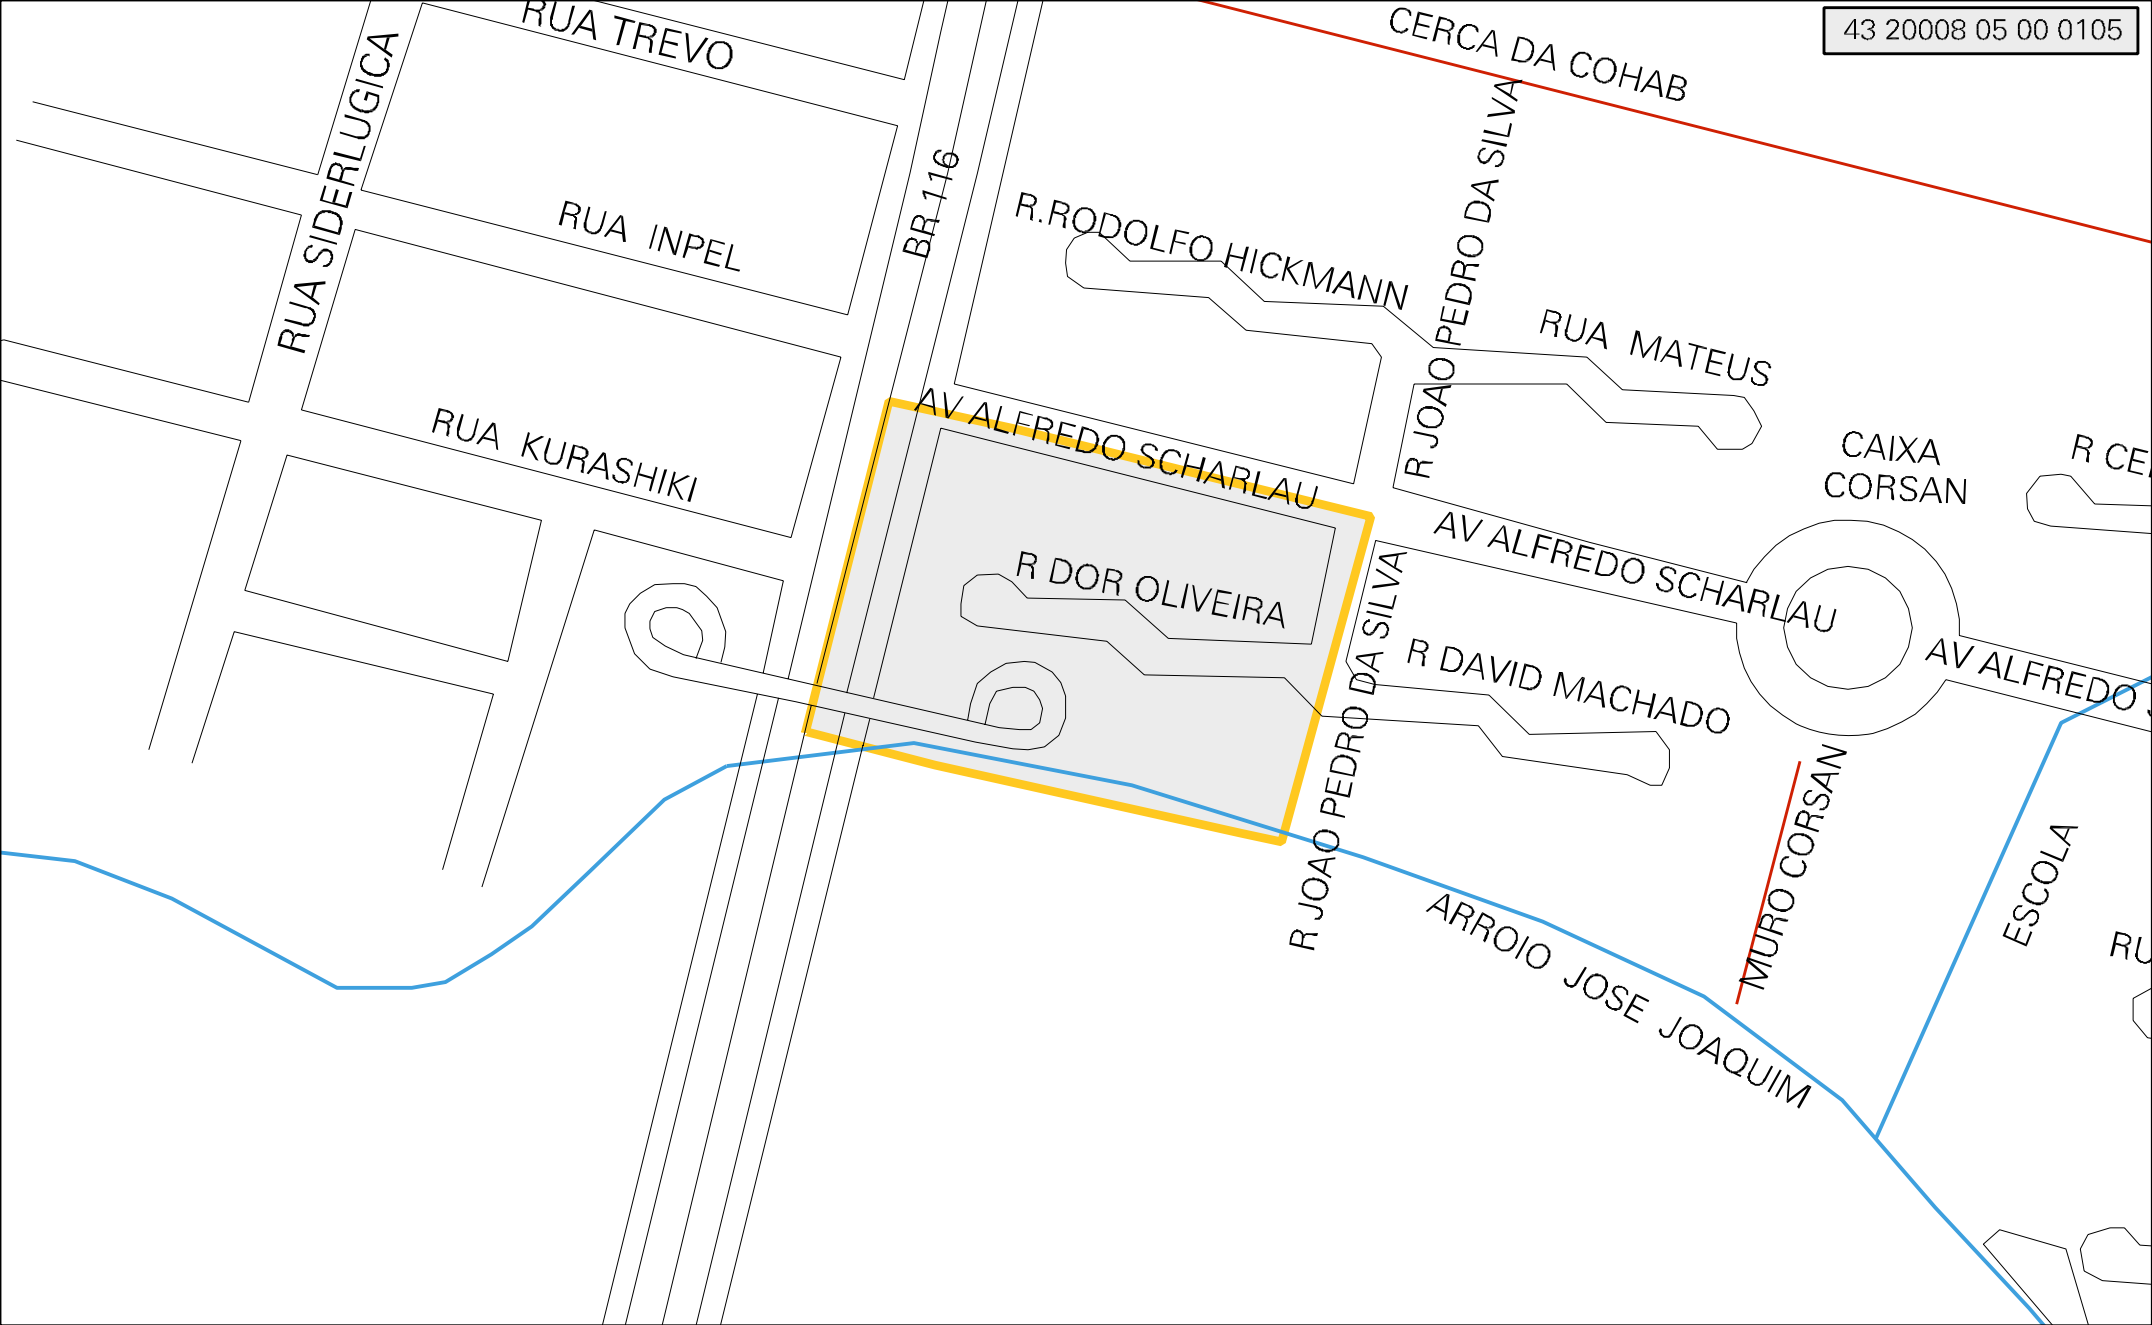 RUA TREVO
CERCA DA COHAB
43 20008 05 00 0105
RUA SIDERLUGICA
BR 116
R JOAO PEDRO DA SILVA
RUA  INPEL
R.RODOLFO HICKMANN
RUA  MATEUS
RUA  KURASHIKI
AV ALFREDO SCHARLAU
CAIXA
CORSAN
R CE
AV ALFREDO SCHARLAU
R DOR OLIVEIRA
R JOAO PEDRO DA SILVA
R DAVID MACHADO
AV ALFREDO
MURO CORSAN
ESCOLA
ARROIO  JOSE  JOAQUIM
RU